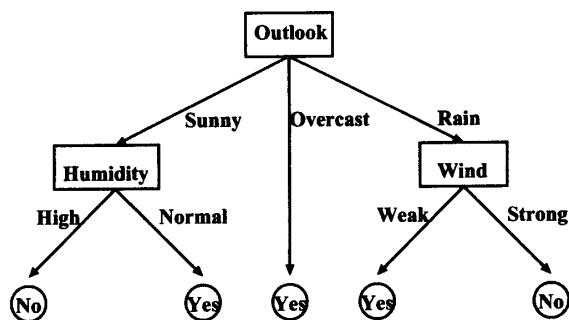 Outlook
Sunny
Overcast
Rain
Humidity
Wind
High
Normal
Weak
Strong
No
Yes
Yes
Yes
No